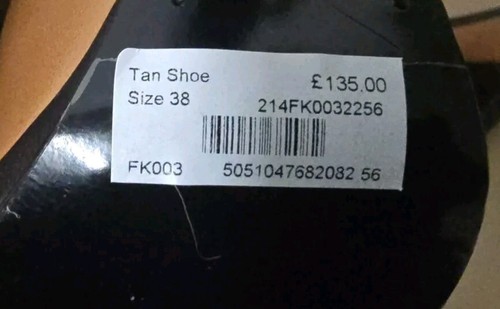 Tan Shoe £135.00
Size 38 214FK0032256
FK003 5051047682082 56